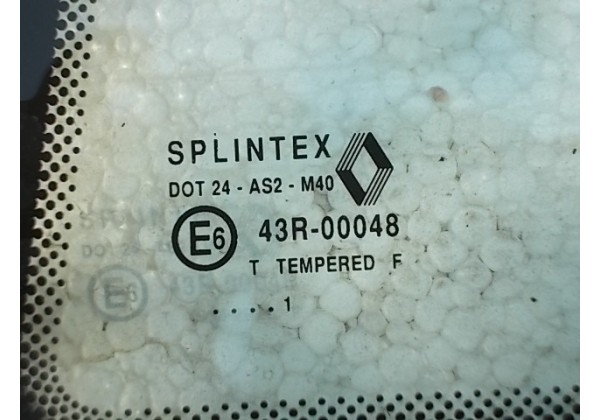 SPLINTEX
DOT 24 - AS2 - M40
E6 43R-00048
T TEMPERED F
. . . . 1